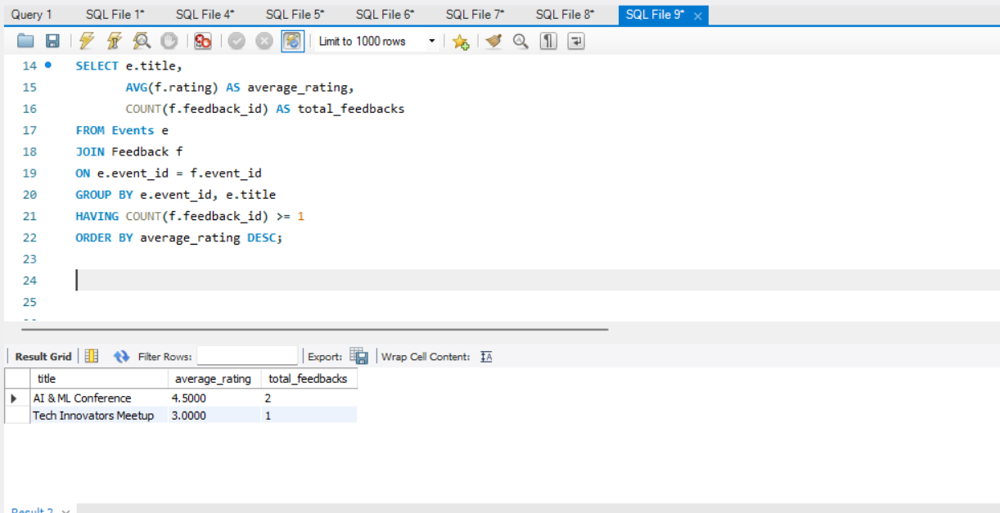 Query 1 SQL File 1* SQL File 4* SQL File 5* SQL File 6* SQL File 7* SQL File 8* SQL File 9*
Limit to 1000 rows
14 SELECT e.title,
15 AVG(f.rating) AS average_rating,
16 COUNT(f.feedback_id) AS total_feedbacks
17 FROM Events e
18 JOIN Feedback f
19 ON e.event_id = f.event_id
20 GROUP BY e.event_id, e.title
21 HAVING COUNT(f.feedback_id) >= 1
22 ORDER BY average_rating DESC;
23
24
25
Result Grid Filter Rows: Export: Wrap Cell Content: IA
title average_rating total_feedbacks
AI & ML Conference 4.5000 2
Tech Innovators Meetup 3.0000 1
Result 2